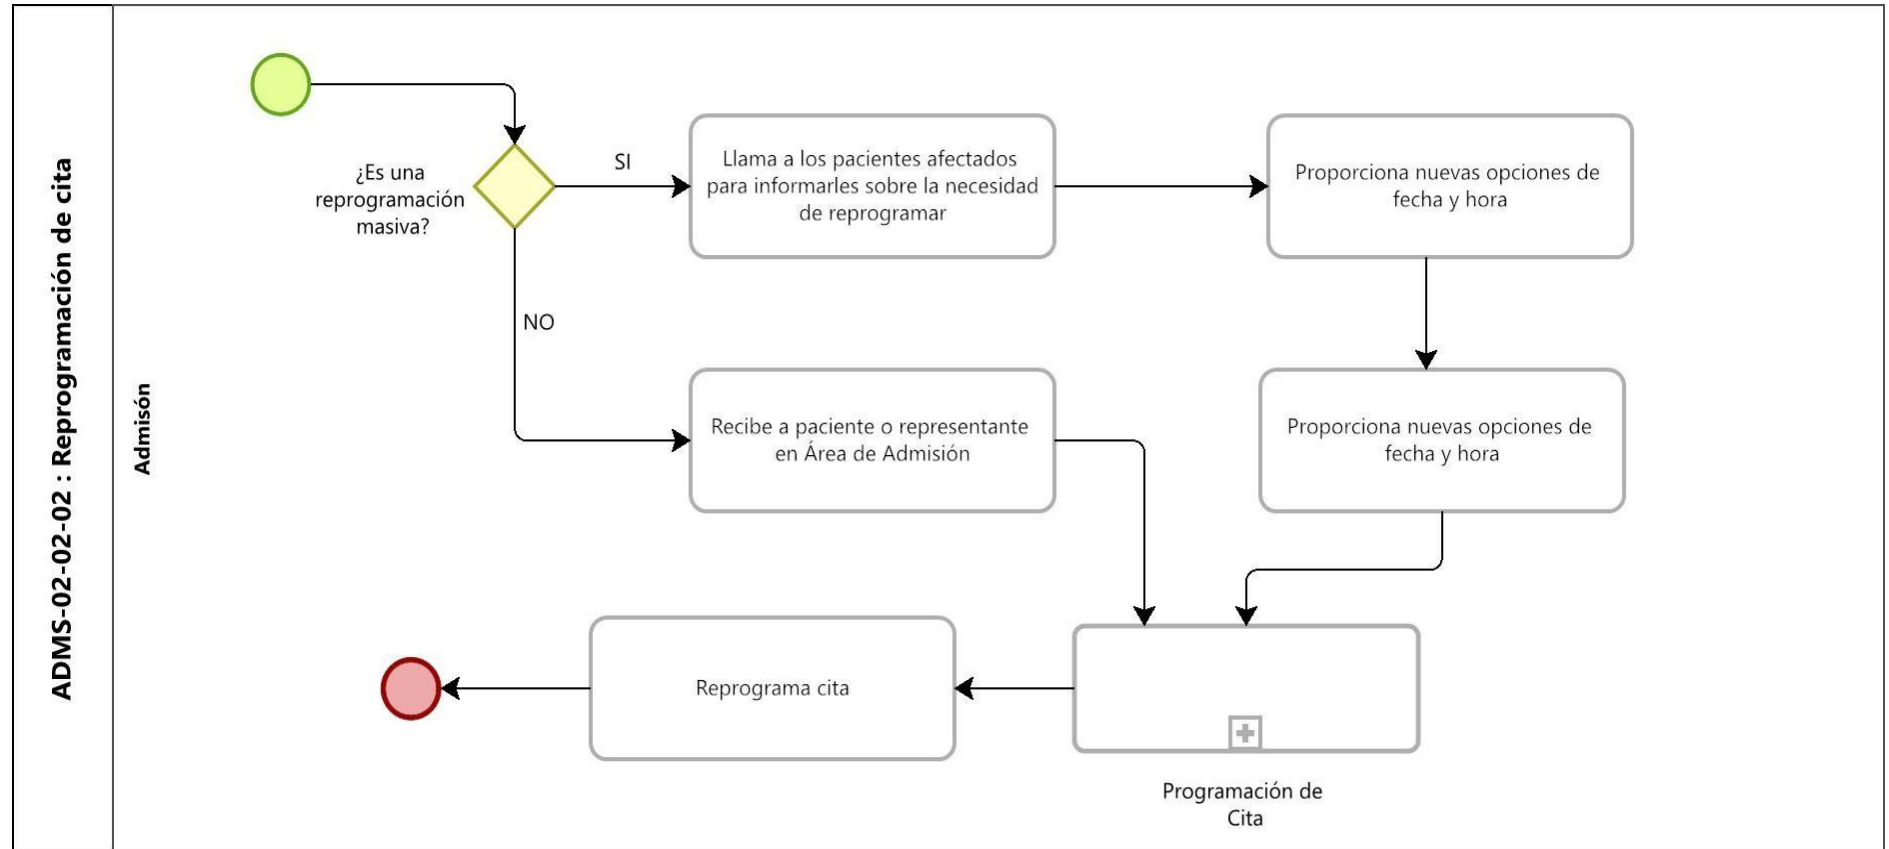 ADMS-02-02-02 : Reprogramación de cita
Admisón
¿Es una
reprogramación
masiva?
SI
Llama a los pacientes afectados
para informarles sobre la necesidad
de reprogramar
Proporciona nuevas opciones de
fecha y hora
NO
Recibe a paciente o representante
en Área de Admisión
Proporciona nuevas opciones de
fecha y hora
Reprograma cita
Programación de
Cita